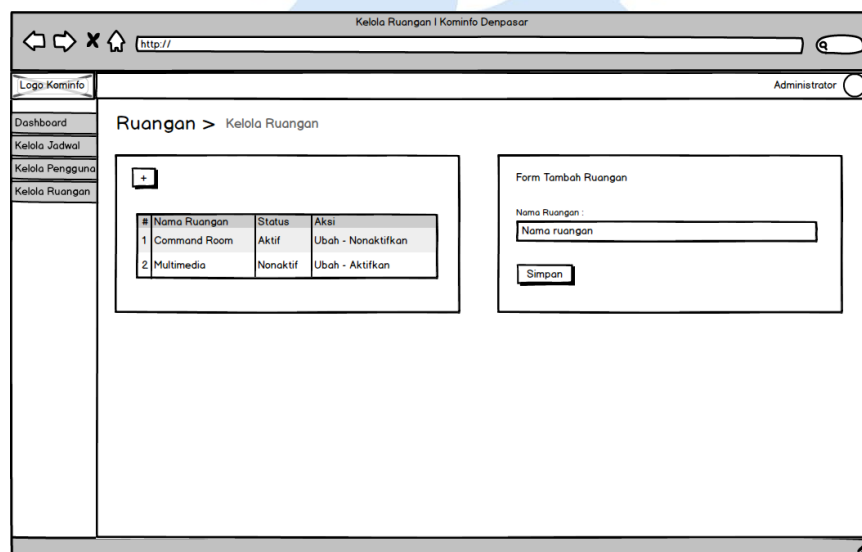 Kelola Ruangan | Kominfo Denpasar
http://
Logo Kominfo
Administrator
Dashboard
Kelola Jadwal
Kelola Pengguna
Kelola Ruangan
Ruangan > Kelola Ruangan
+
# Nama Ruangan Status Aksi
1 Command Room Aktif Ubah - Nonaktifkan
2 Multimedia Nonaktif Ubah - Aktifkan
Form Tambah Ruangan
Nama Ruangan :
Nama ruangan
Simpan